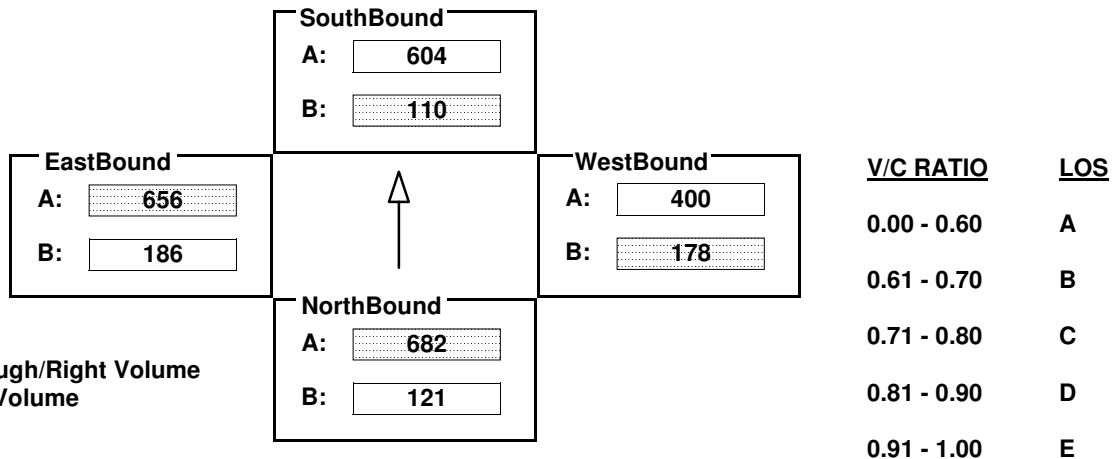 SouthBound
A: 604
B: 110
EastBound
A: 656
B: 186
WestBound
A: 400
B: 178
NorthBound
A: 682
B: 121
ugh/Right Volume
Volume
V/C RATIO LOS
0.00 - 0.60 A
0.61 - 0.70 B
0.71 - 0.80 C
0.81 - 0.90 D
0.91 - 1.00 E